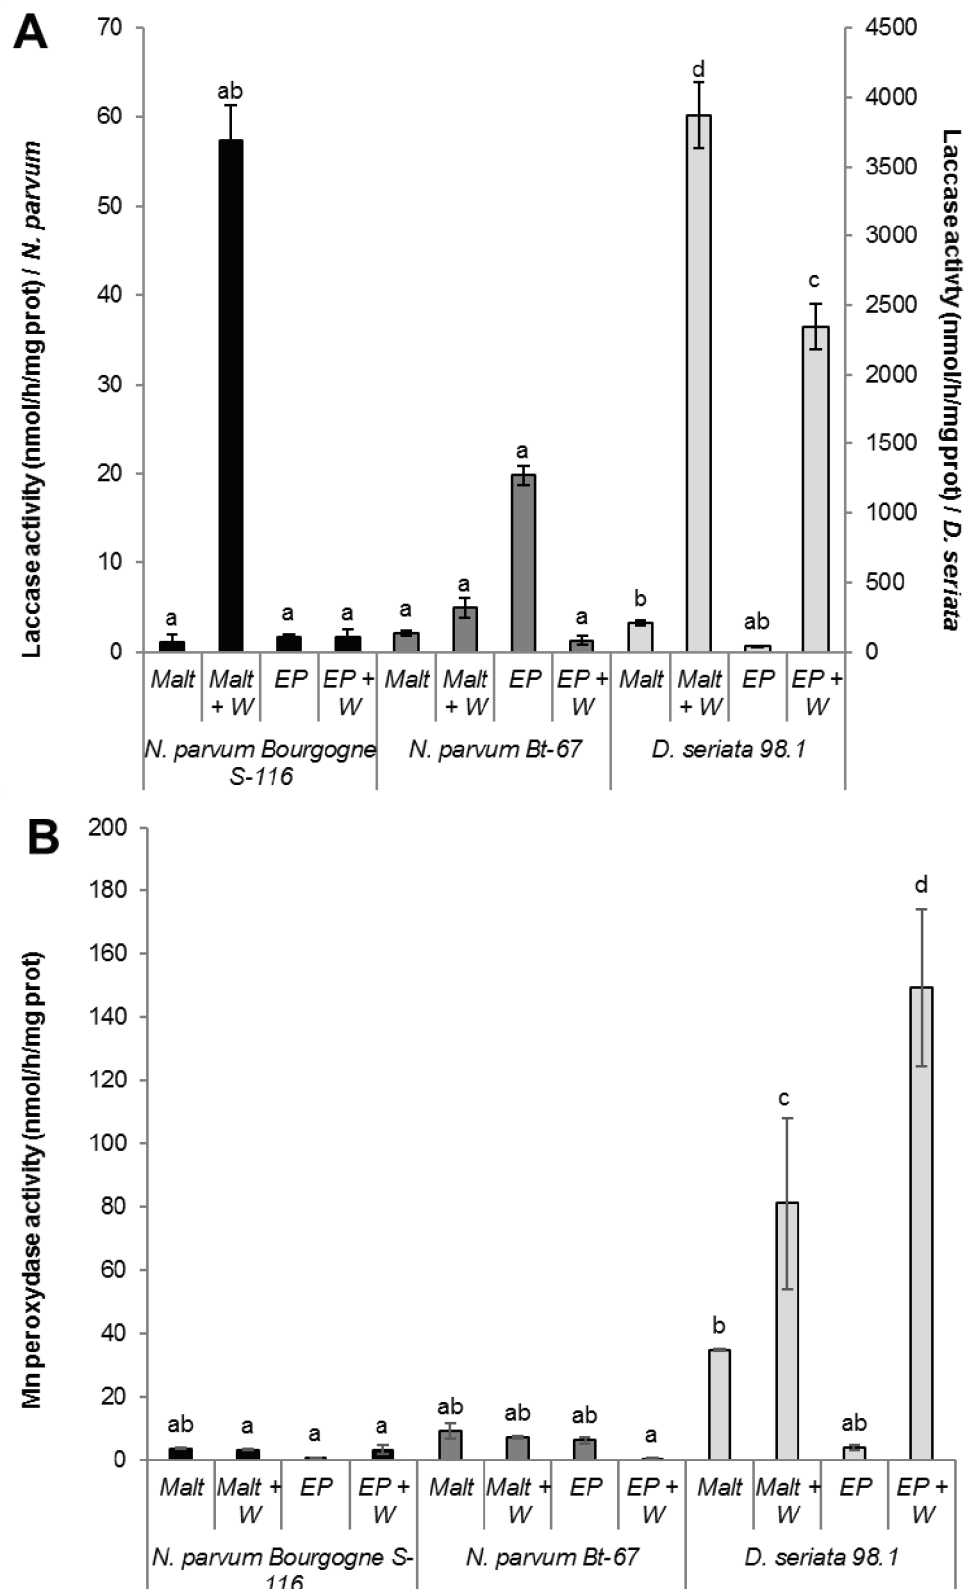 A
Laccase activity (nmol/h/mg prot) / N. parvum
70
60
50
40
30
20
10
0
4500
4000
3500
3000
2500
2000
1500
1000
500
0
Laccase activty (nmol/h/mg prot) / D. seriata
a
ab
a
a
a
a
a
a
b
d
ab
c
Malt
Malt + W
EP
EP + W
Malt
Malt + W
EP
EP + W
Malt
Malt + W
EP
EP + W
N. parvum Bourgogne
S-116
N. parvum Bt-67
D. seriata 98.1
B
Mn peroxydase activity (nmol/h/mg prot)
200
180
160
140
120
100
80
60
40
20
0
ab
a
a
a
ab
ab
ab
a
b
c
ab
d
Malt
Malt + W
EP
EP + W
Malt
Malt + W
EP
EP + W
Malt
Malt + W
EP
EP + W
N. parvum Bourgogne S-
116
N. parvum Bt-67
D. seriata 98.1